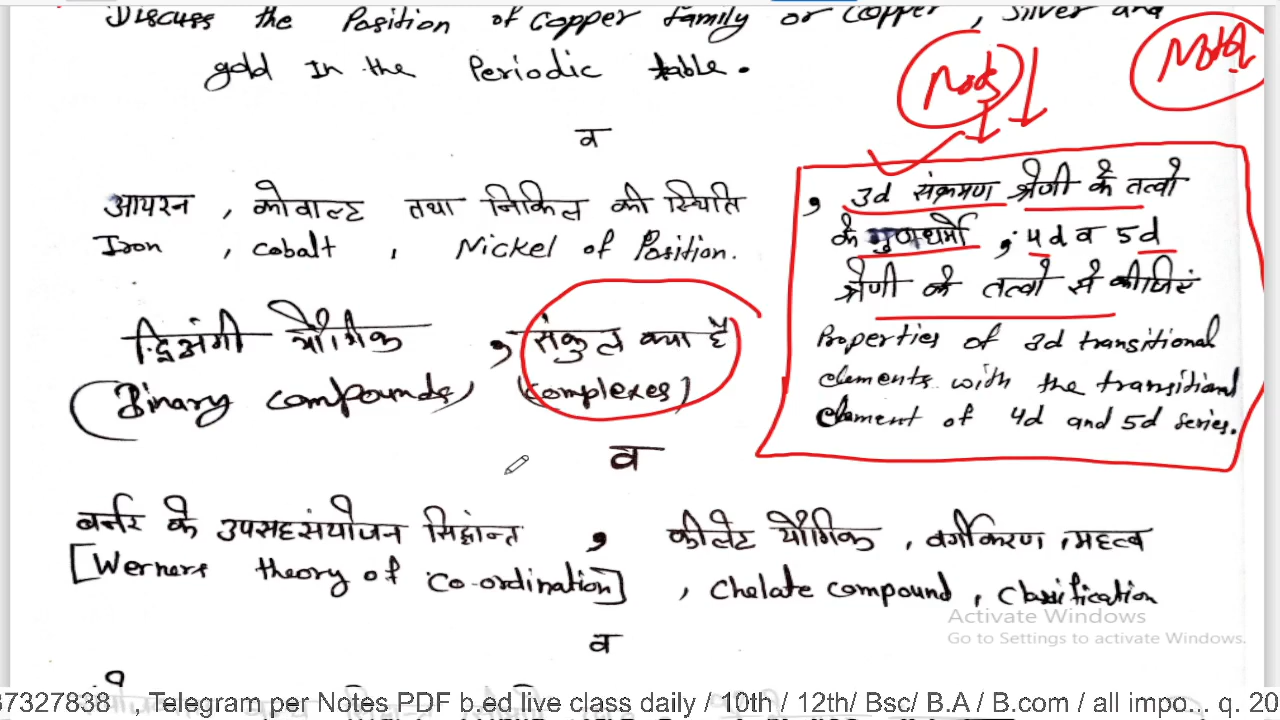 Discuss the Position of Copper family or Copper, Silver and
gold In the Periodic table.
व
आयरन , कोवाल्ट तथा निकिल की स्थिति
Iron , cobalt , Nickel of Position.
, 3d संक्रमण श्रेणी के तत्वो
के गुणधर्मो , 4d व 5d
श्रेणी के तत्वो से कीजिए
Properties of 3d transitional
elements with the transitional
element of 4d and 5d series.
द्विअंगी यौगिक , संकुल क्या है
(Binary compounds) (complexes)
व
वर्नर के उपसहसंयोजन सिद्धान्त , कीलेट यौगिक , वर्गीकरण , महत्व
[Werners theory of co-ordination] , Chelate compound , Classification
व
Activate Windows
Go to Settings to activate Windows.
37327838 , Telegram per Notes PDF b.ed live class daily / 10th / 12th/ Bsc/ B.A / B.com / all impo... q. 20